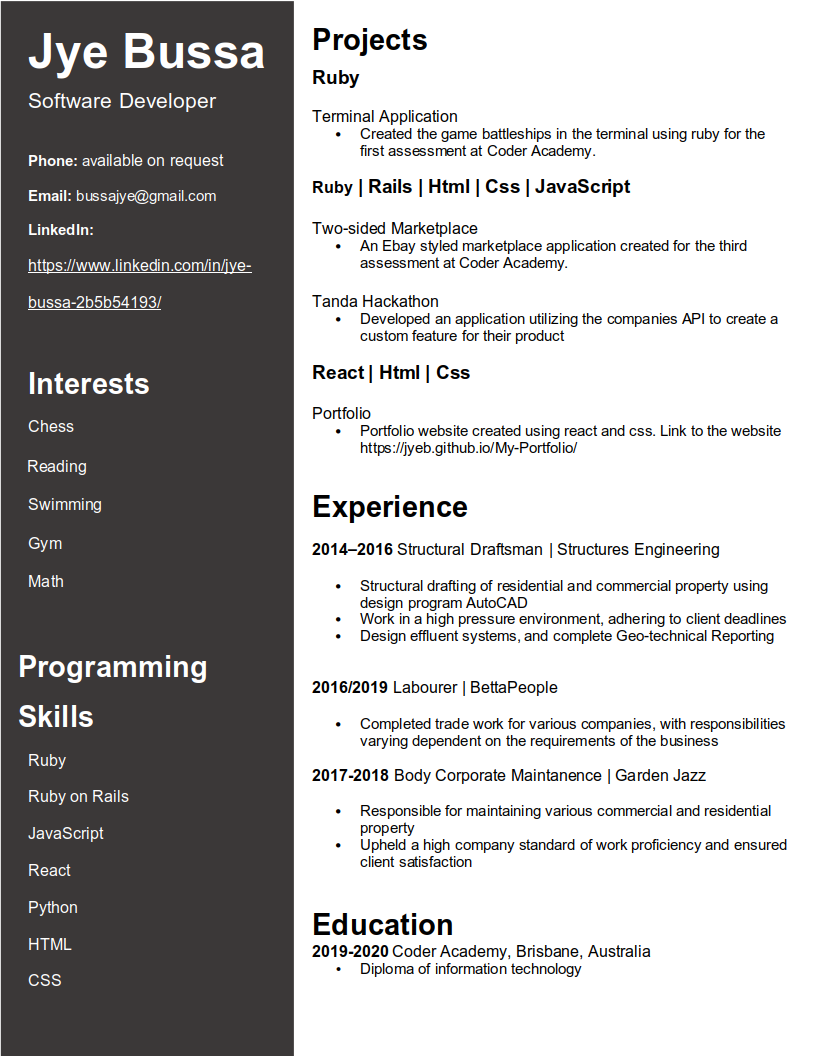 Jye Bussa
Software Developer
Phone: available on request
Email: bussajye@gmail.com
LinkedIn:
https://www.linkedin.com/in/jye-
bussa-2b5b54193/
Interests
Chess
Reading
Swimming
Gym
Math
Programming
Skills
Ruby
Ruby on Rails
JavaScript
React
Python
HTML
CSS
Projects
Ruby
Terminal Application
• Created the game battleships in the terminal using ruby for the
first assessment at Coder Academy.
Ruby | Rails | Html | Css | JavaScript
Two-sided Marketplace
• An Ebay styled marketplace application created for the third
assessment at Coder Academy.
Tanda Hackathon
• Developed an application utilizing the companies API to create a
custom feature for their product
React | Html | Css
Portfolio
• Portfolio website created using react and css. Link to the website
https://jyeb.github.io/My-Portfolio/
Experience
2014–2016 Structural Draftsman | Structures Engineering
• Structural drafting of residential and commercial property using
design program AutoCAD
• Work in a high pressure environment, adhering to client deadlines
• Design effluent systems, and complete Geo-technical Reporting
2016/2019 Labourer | BettaPeople
• Completed trade work for various companies, with responsibilities
varying dependent on the requirements of the business
2017-2018 Body Corporate Maintanence | Garden Jazz
• Responsible for maintaining various commercial and residential
property
• Upheld a high company standard of work proficiency and ensured
client satisfaction
Education
2019-2020 Coder Academy, Brisbane, Australia
• Diploma of information technology